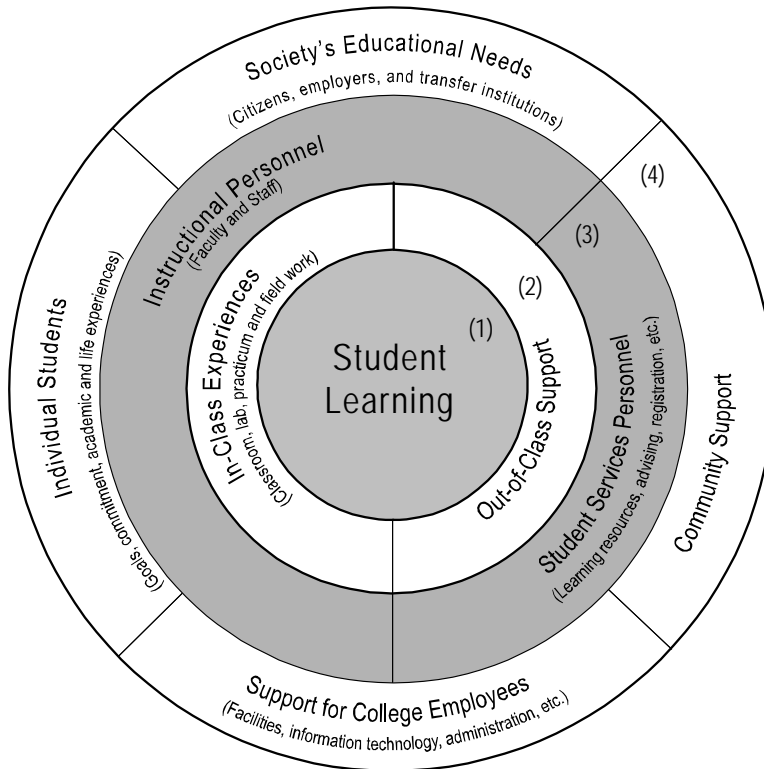 Society's Educational Needs
(Citizens, employers, and transfer institutions)
(4)
Instructional Personnel
(Faculty and Staff)
(3)
(2)
(1)
Student
Learning
In-Class Experiences
(Classroom, lab, practicum and field work)
Out-of-Class Support
Student Services Personnel
(Learning resources, advising, registration, etc.)
Individual Students
(Goals, commitment, academic and life experiences)
Community Support
Support for College Employees
(Facilities, information technology, administration, etc.)